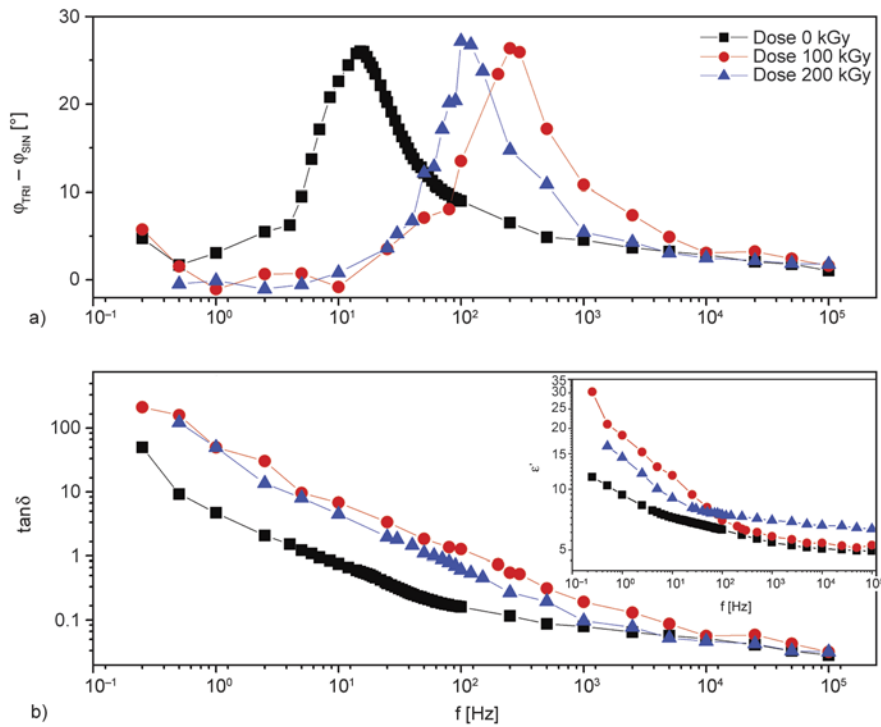 30
Dose 0 kGy
Dose 100 kGy
Dose 200 kGy
20
10
0
φTRI – φSIN [°]
10⁻¹ 10⁰ 10¹ 10² 10³ 10⁴ 10⁵
a)
f [Hz]
100
10
1
0.1
tanδ
35
30
25
20
15
10
5
ε'
10⁻¹ 10⁰ 10¹ 10² 10³ 10⁴ 10⁵
f [Hz]
10⁻¹ 10⁰ 10¹ 10² 10³ 10⁴ 10⁵
b)
f [Hz]